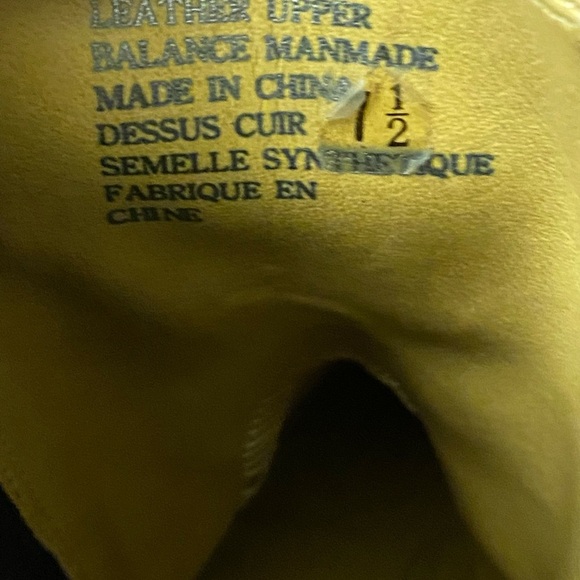 LEATHER UPPER
BALANCE MANMADE
MADE IN CHINA
7 1/2
DESSUS CUIR
SEMELLE SYNTHETIQUE
FABRIQUE EN
CHINE